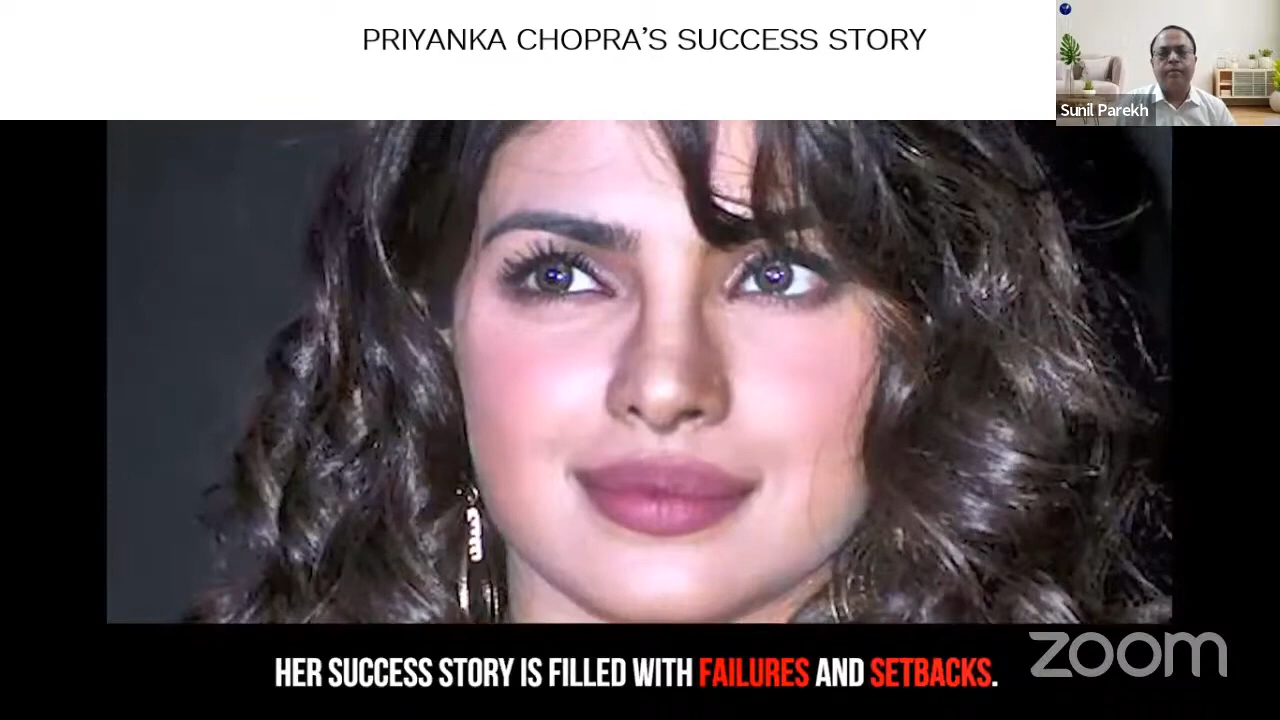 PRIYANKA CHOPRA’S SUCCESS STORY
Sunil Parekh
HER SUCCESS STORY IS FILLED WITH FAILURES AND SETBACKS.
zoom